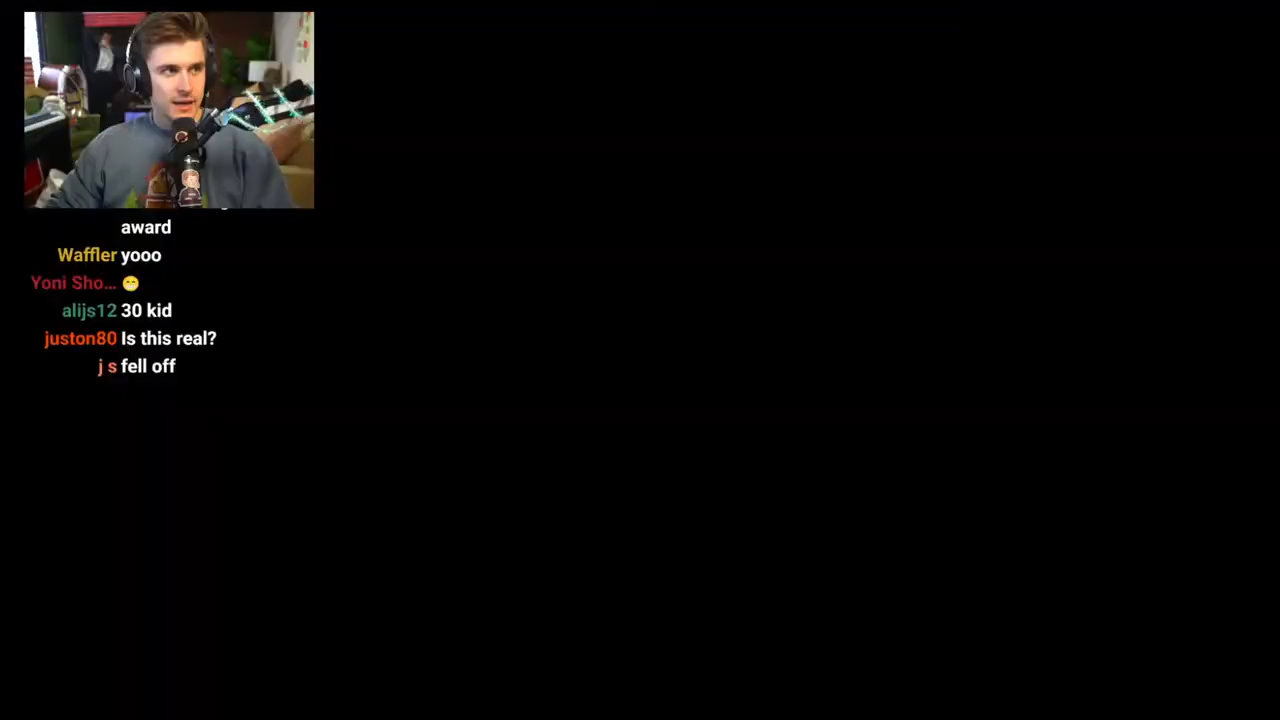 award
Waffler yooo
Yoni Sho... 😁
alijs12 30 kid
juston80 Is this real?
j s fell off